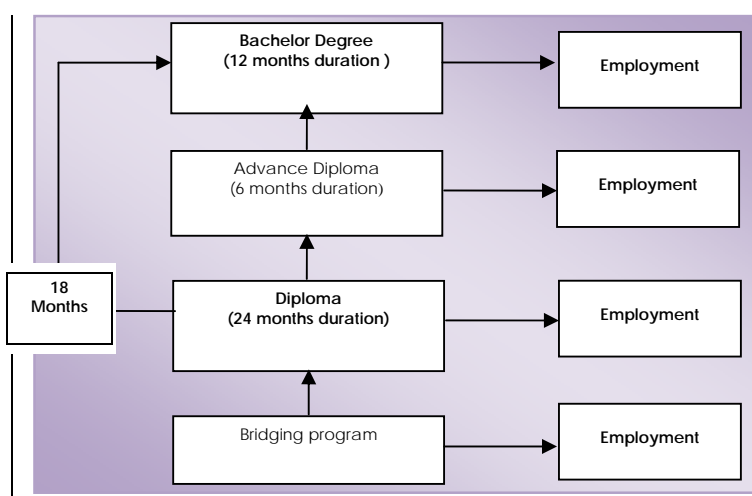 Bachelor Degree
(12 months duration )
Employment
Advance Diploma
(6 months duration)
Employment
18
Months
Diploma
(24 months duration)
Employment
Bridging program
Employment